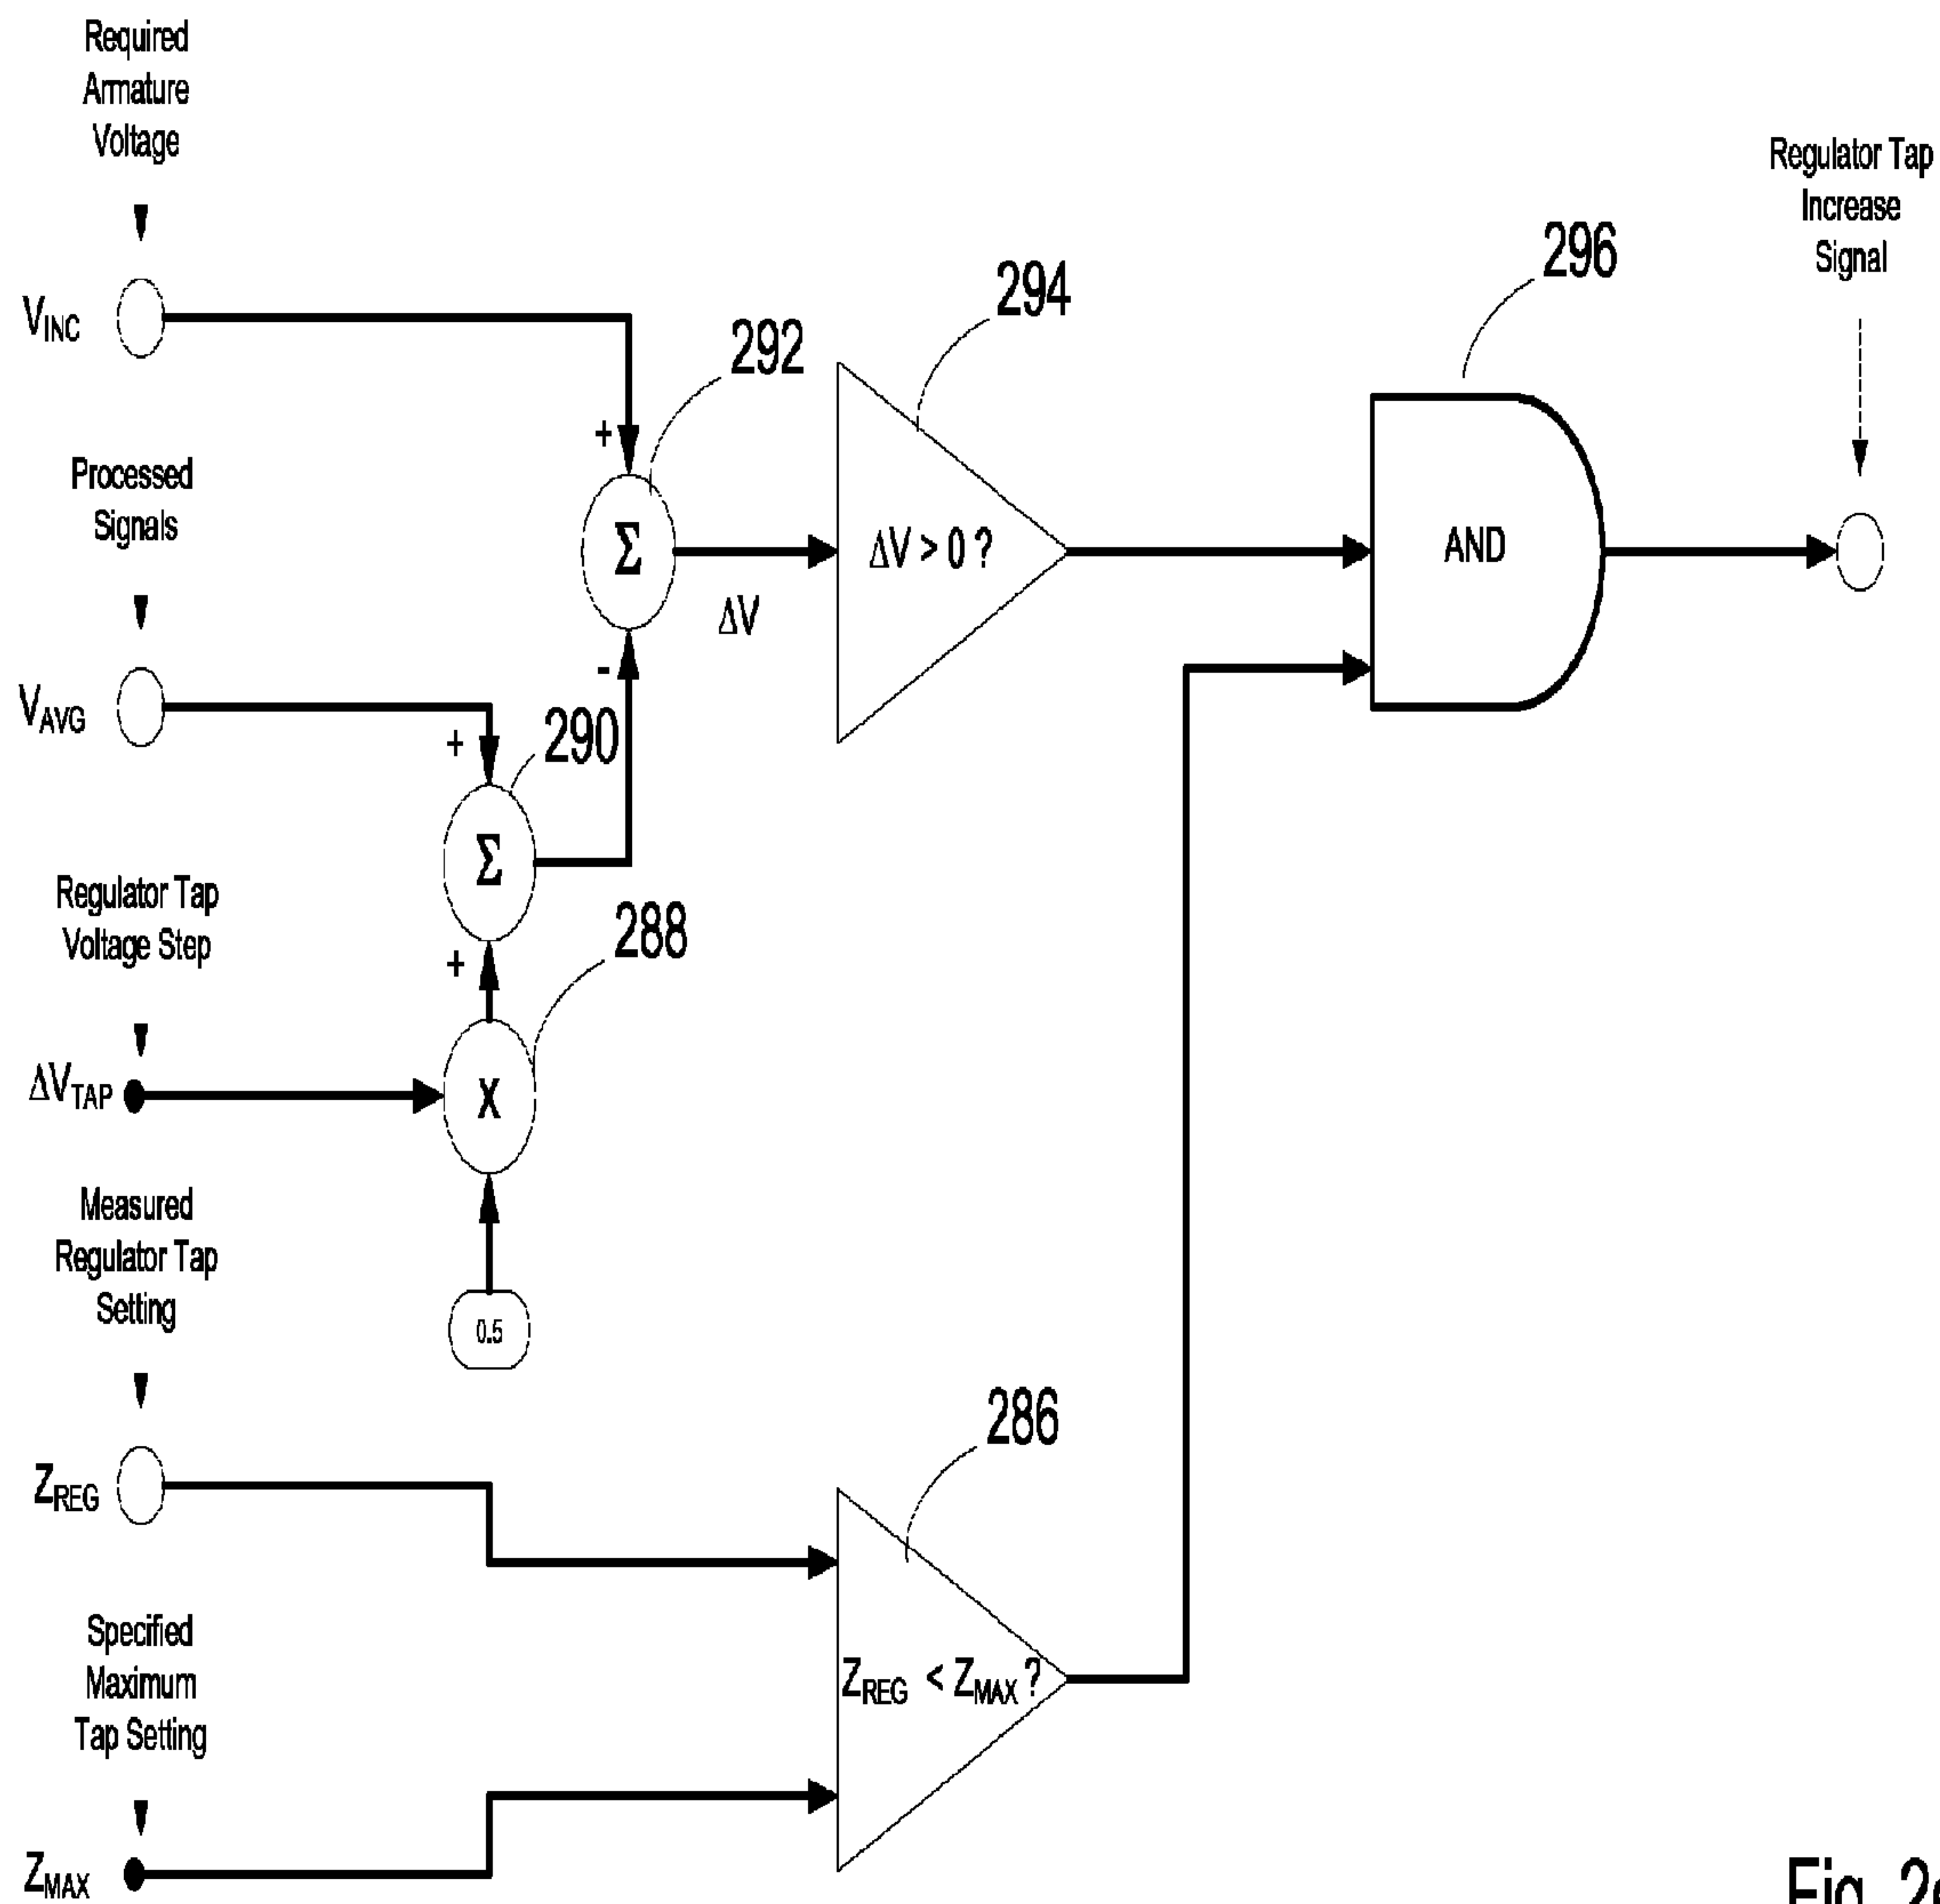 Required
Armature
Voltage
V_INC
Processed
Signals
V_AVG
Regulator Tap
Voltage Step
ΔV_TAP
Measured
Regulator Tap
Setting
Z_REG
Specified
Maximum
Tap Setting
Z_MAX
+
292
Σ
-
ΔV
+
290
Σ
+
288
X
0.5
294
ΔV > 0 ?
286
Z_REG < Z_MAX ?
296
AND
Regulator Tap
Increase
Signal
Fig.